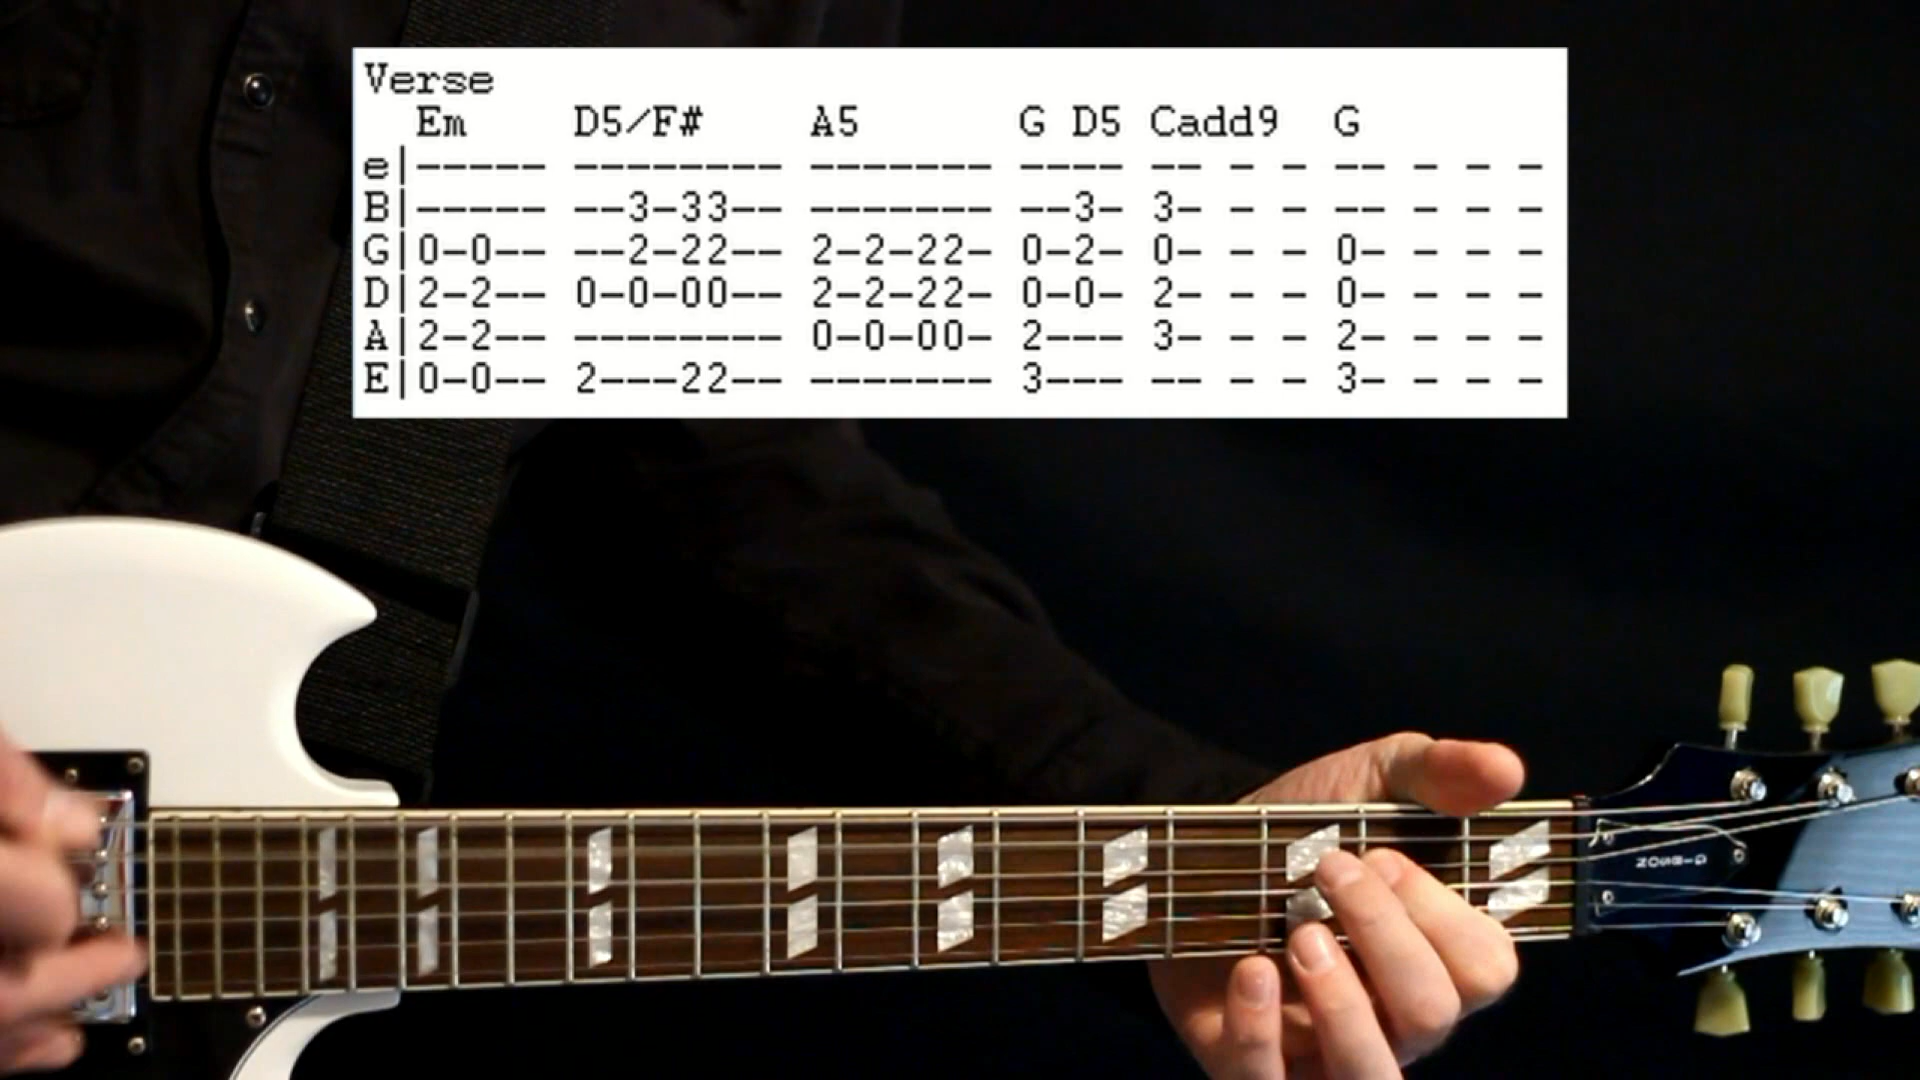 Verse
Em D5/F# A5 G D5 Cadd9 G
e|----- -------- ------- ---- -- - - -- - - -
B|----- --3-33-- ------- --3- 3- - - -- - - -
G|0-0-- --2-22-- 2-2-22- 0-2- 0- - - 0- - - -
D|2-2-- 0-0-00-- 2-2-22- 0-0- 2- - - 0- - - -
A|2-2-- -------- 0-0-00- 2--- 3- - - 2- - - -
E|0-0-- 2---22-- ------- 3--- -- - - 3- - - -
GIBSON